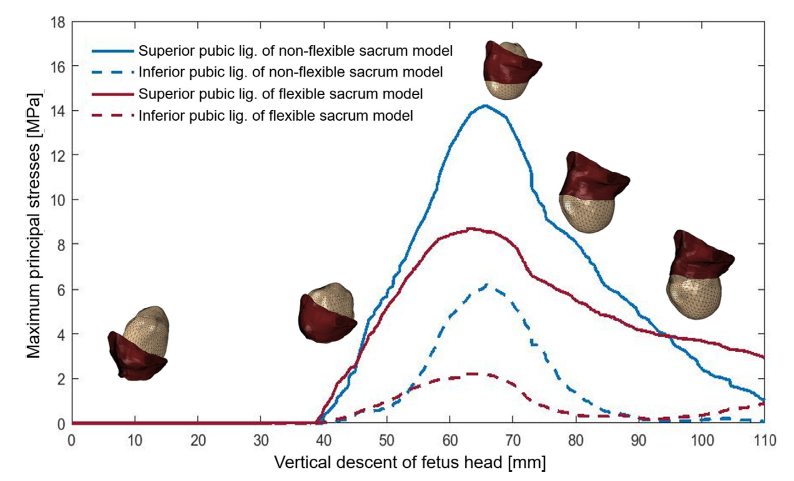 Superior pubic lig. of non-flexible sacrum model
Inferior pubic lig. of non-flexible sacrum model
Superior pubic lig. of flexible sacrum model
Inferior pubic lig. of flexible sacrum model
Maximum principal stresses [MPa]
18
16
14
12
10
8
6
4
2
0
0 10 20 30 40 50 60 70 80 90 100 110
Vertical descent of fetus head [mm]